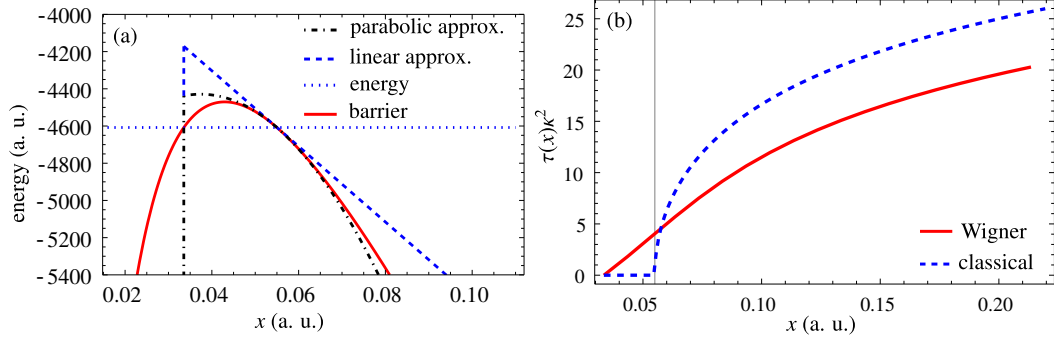 (a)
parabolic approx.
linear approx.
energy
barrier
-4000
-4200
-4400
-4600
-4800
-5000
-5200
-5400
energy (a. u.)
0.02 0.04 0.06 0.08 0.10
x (a. u.)
(b)
25
20
15
10
5
0
τ(x)κ²
Wigner
classical
0.05 0.10 0.15 0.20
x (a. u.)